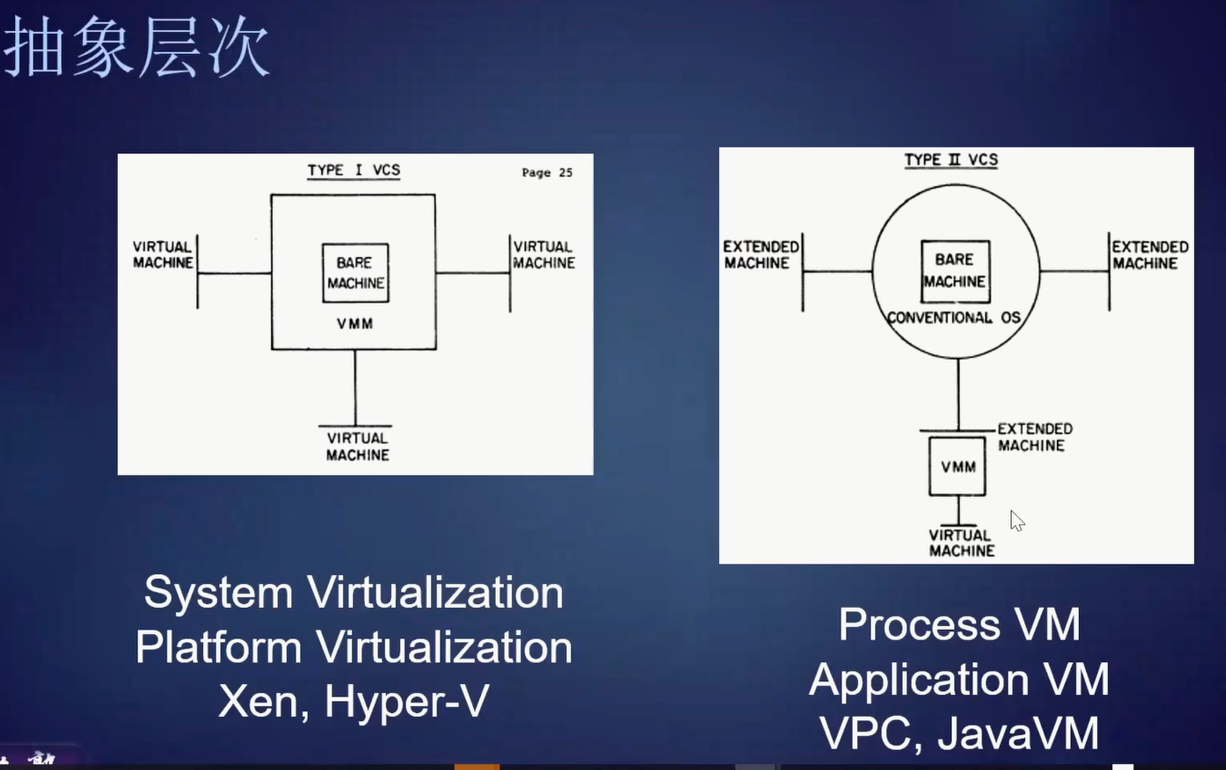 抽象层次
TYPE I VCS
Page 25
VIRTUAL
MACHINE
BARE
MACHINE
VMM
VIRTUAL
MACHINE
VIRTUAL
MACHINE
TYPE II VCS
EXTENDED
MACHINE
BARE
MACHINE
CONVENTIONAL OS
EXTENDED
MACHINE
EXTENDED
MACHINE
VMM
VIRTUAL
MACHINE
System Virtualization
Platform Virtualization
Xen, Hyper-V
Process VM
Application VM
VPC, JavaVM